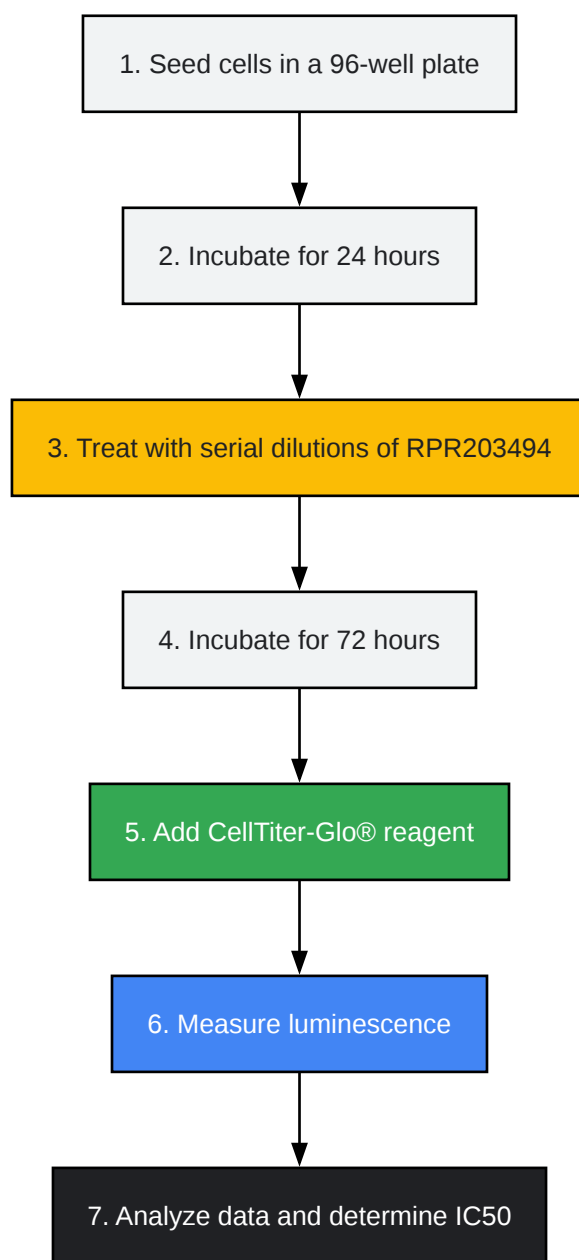 1. Seed cells in a 96-well plate
2. Incubate for 24 hours
3. Treat with serial dilutions of RPR203494
4. Incubate for 72 hours
5. Add CellTiter-Glo® reagent
6. Measure luminescence
7. Analyze data and determine IC50